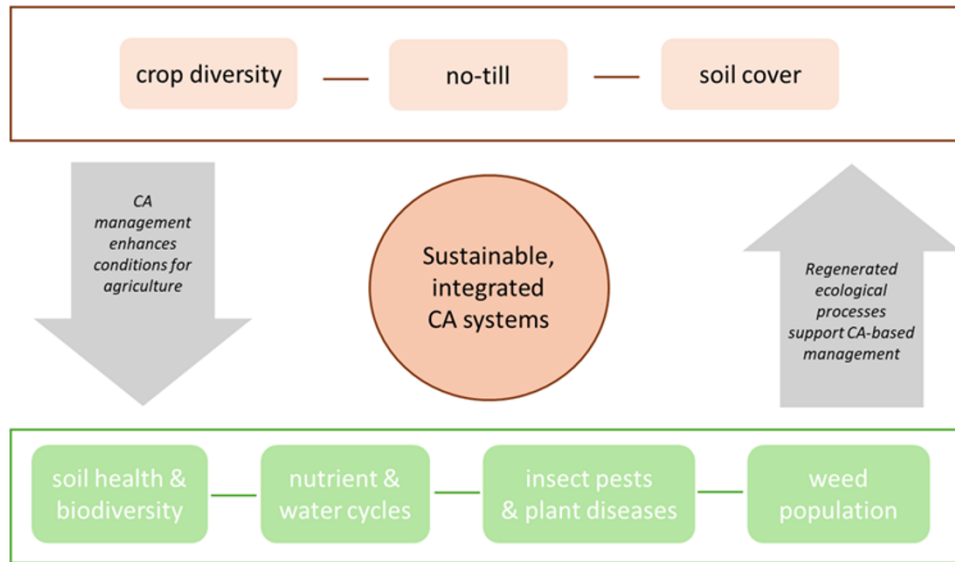 crop diversity
no-till
soil cover
CA
management
enhances
conditions for
agriculture
Sustainable,
integrated
CA systems
Regenerated
ecological
processes
support CA-based
management
soil health &
biodiversity
nutrient &
water cycles
insect pests
& plant diseases
weed
population